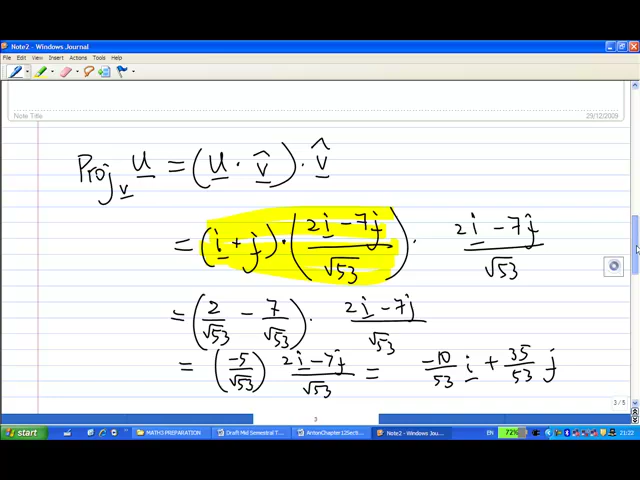 Note2 - Windows Journal
File Edit View Insert Actions Tools Help
Note Title 29/12/2009
Proj_v u = (u · v̂) · v̂
= (i + j) · (2i − 7j / √53) · 2i − 7j / √53
= (2/√53 − 7/√53) · 2i − 7j / √53
= (−5/√53) 2i − 7j / √53 = −10/53 i + 35/53 j
3 / 5
3
start MATH3 PREPARATION Draft Mid Semestral T... AntonChapter12Secti... Note2 - Windows Jour... EN 72% 21:22